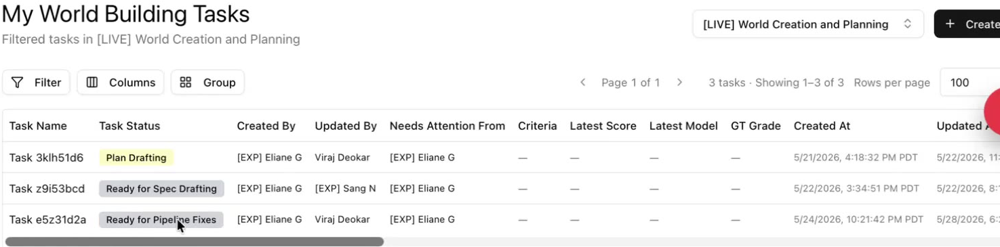 My World Building Tasks
Filtered tasks in [LIVE] World Creation and Planning
[LIVE] World Creation and Planning
+ Create
Filter Columns Group
Page 1 of 1 3 tasks · Showing 1–3 of 3 Rows per page 100
Task Name Task Status Created By Updated By Needs Attention From Criteria Latest Score Latest Model GT Grade Created At Updated
Task 3klh51d6 Plan Drafting [EXP] Eliane G Viraj Deokar [EXP] Eliane G — — — — 5/21/2026, 4:18:32 PM PDT 5/22/2026, 11:
Task z9i53bcd Ready for Spec Drafting [EXP] Eliane G [EXP] Sang N [EXP] Eliane G — — — — 5/22/2026, 3:34:51 PM PDT 5/22/2026, 8:
Task e5z31d2a Ready for Pipeline Fixes [EXP] Eliane G Viraj Deokar [EXP] Eliane G — — — — 5/24/2026, 10:21:42 PM PDT 5/28/2026, 6: